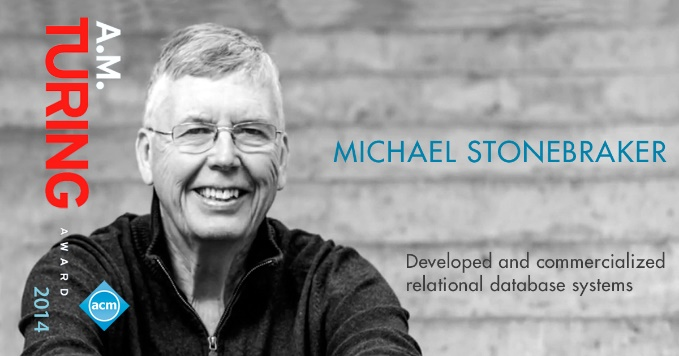 A.M.
TURING
AWARD
2014
acm
MICHAEL STONEBRAKER
Developed and commercialized
relational database systems